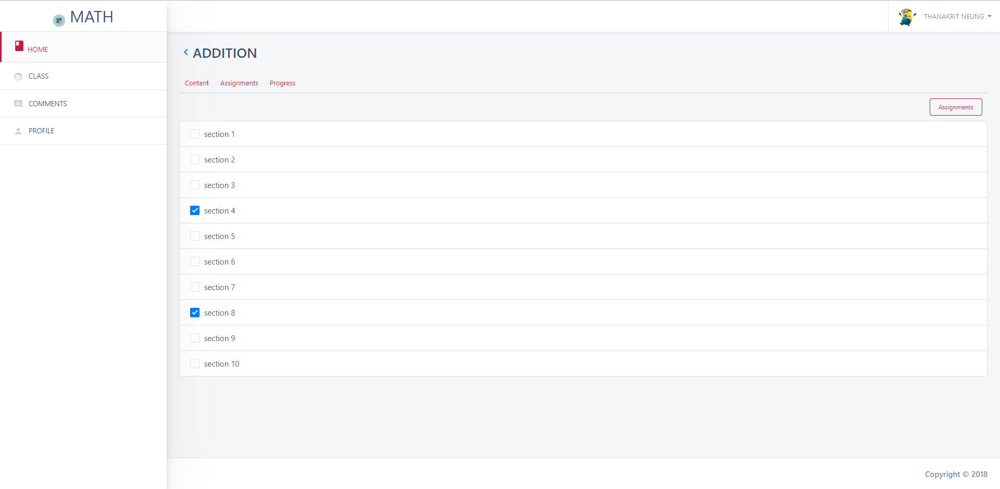 MATH
THANAKRIT NEUNG
HOME
CLASS
COMMENTS
PROFILE
ADDITION
Content Assignments Progress
Assignments
section 1
section 2
section 3
section 4
section 5
section 6
section 7
section 8
section 9
section 10
Copyright © 2018